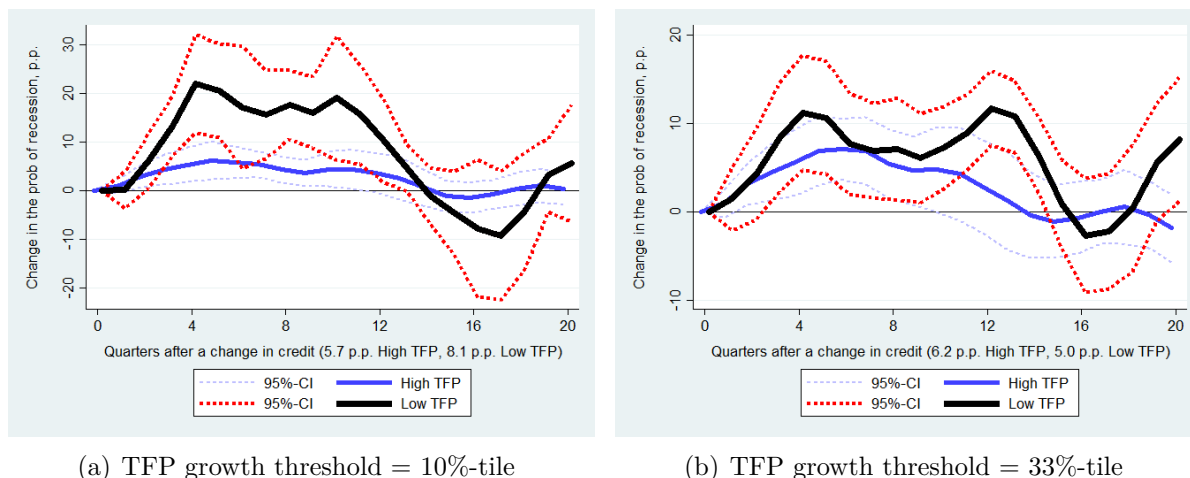 Change in the prob of recession, p.p.
30
20
10
0
-10
-20
0 4 8 12 16 20
Quarters after a change in credit (5.7 p.p. High TFP, 8.1 p.p. Low TFP)
95%-CI High TFP
95%-CI Low TFP
(a) TFP growth threshold = 10%-tile
Change in the prob of recession, p.p.
20
10
0
-10
0 4 8 12 16 20
Quarters after a change in credit (6.2 p.p. High TFP, 5.0 p.p. Low TFP)
95%-CI High TFP
95%-CI Low TFP
(b) TFP growth threshold = 33%-tile